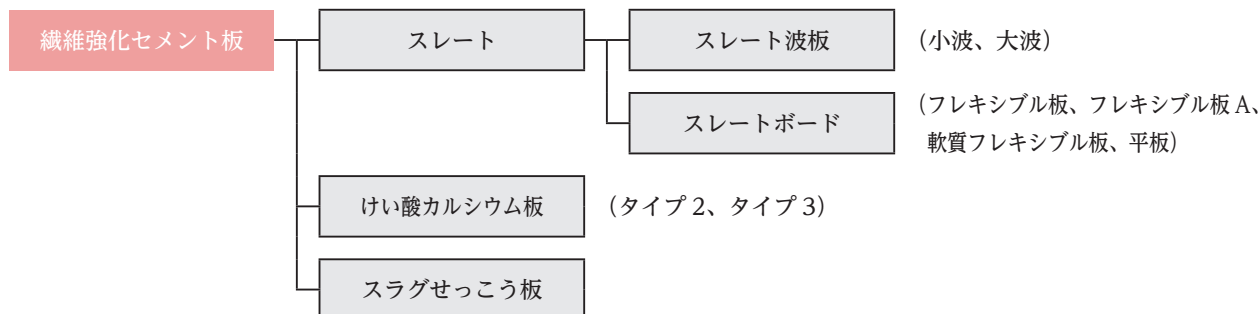 繊維強化セメント板
スレート
スレート波板
（小波、大波）
スレートボード
（フレキシブル板、フレキシブル板 A、
軟質フレキシブル板、平板）
けい酸カルシウム板
（タイプ 2、タイプ 3）
スラグせっこう板